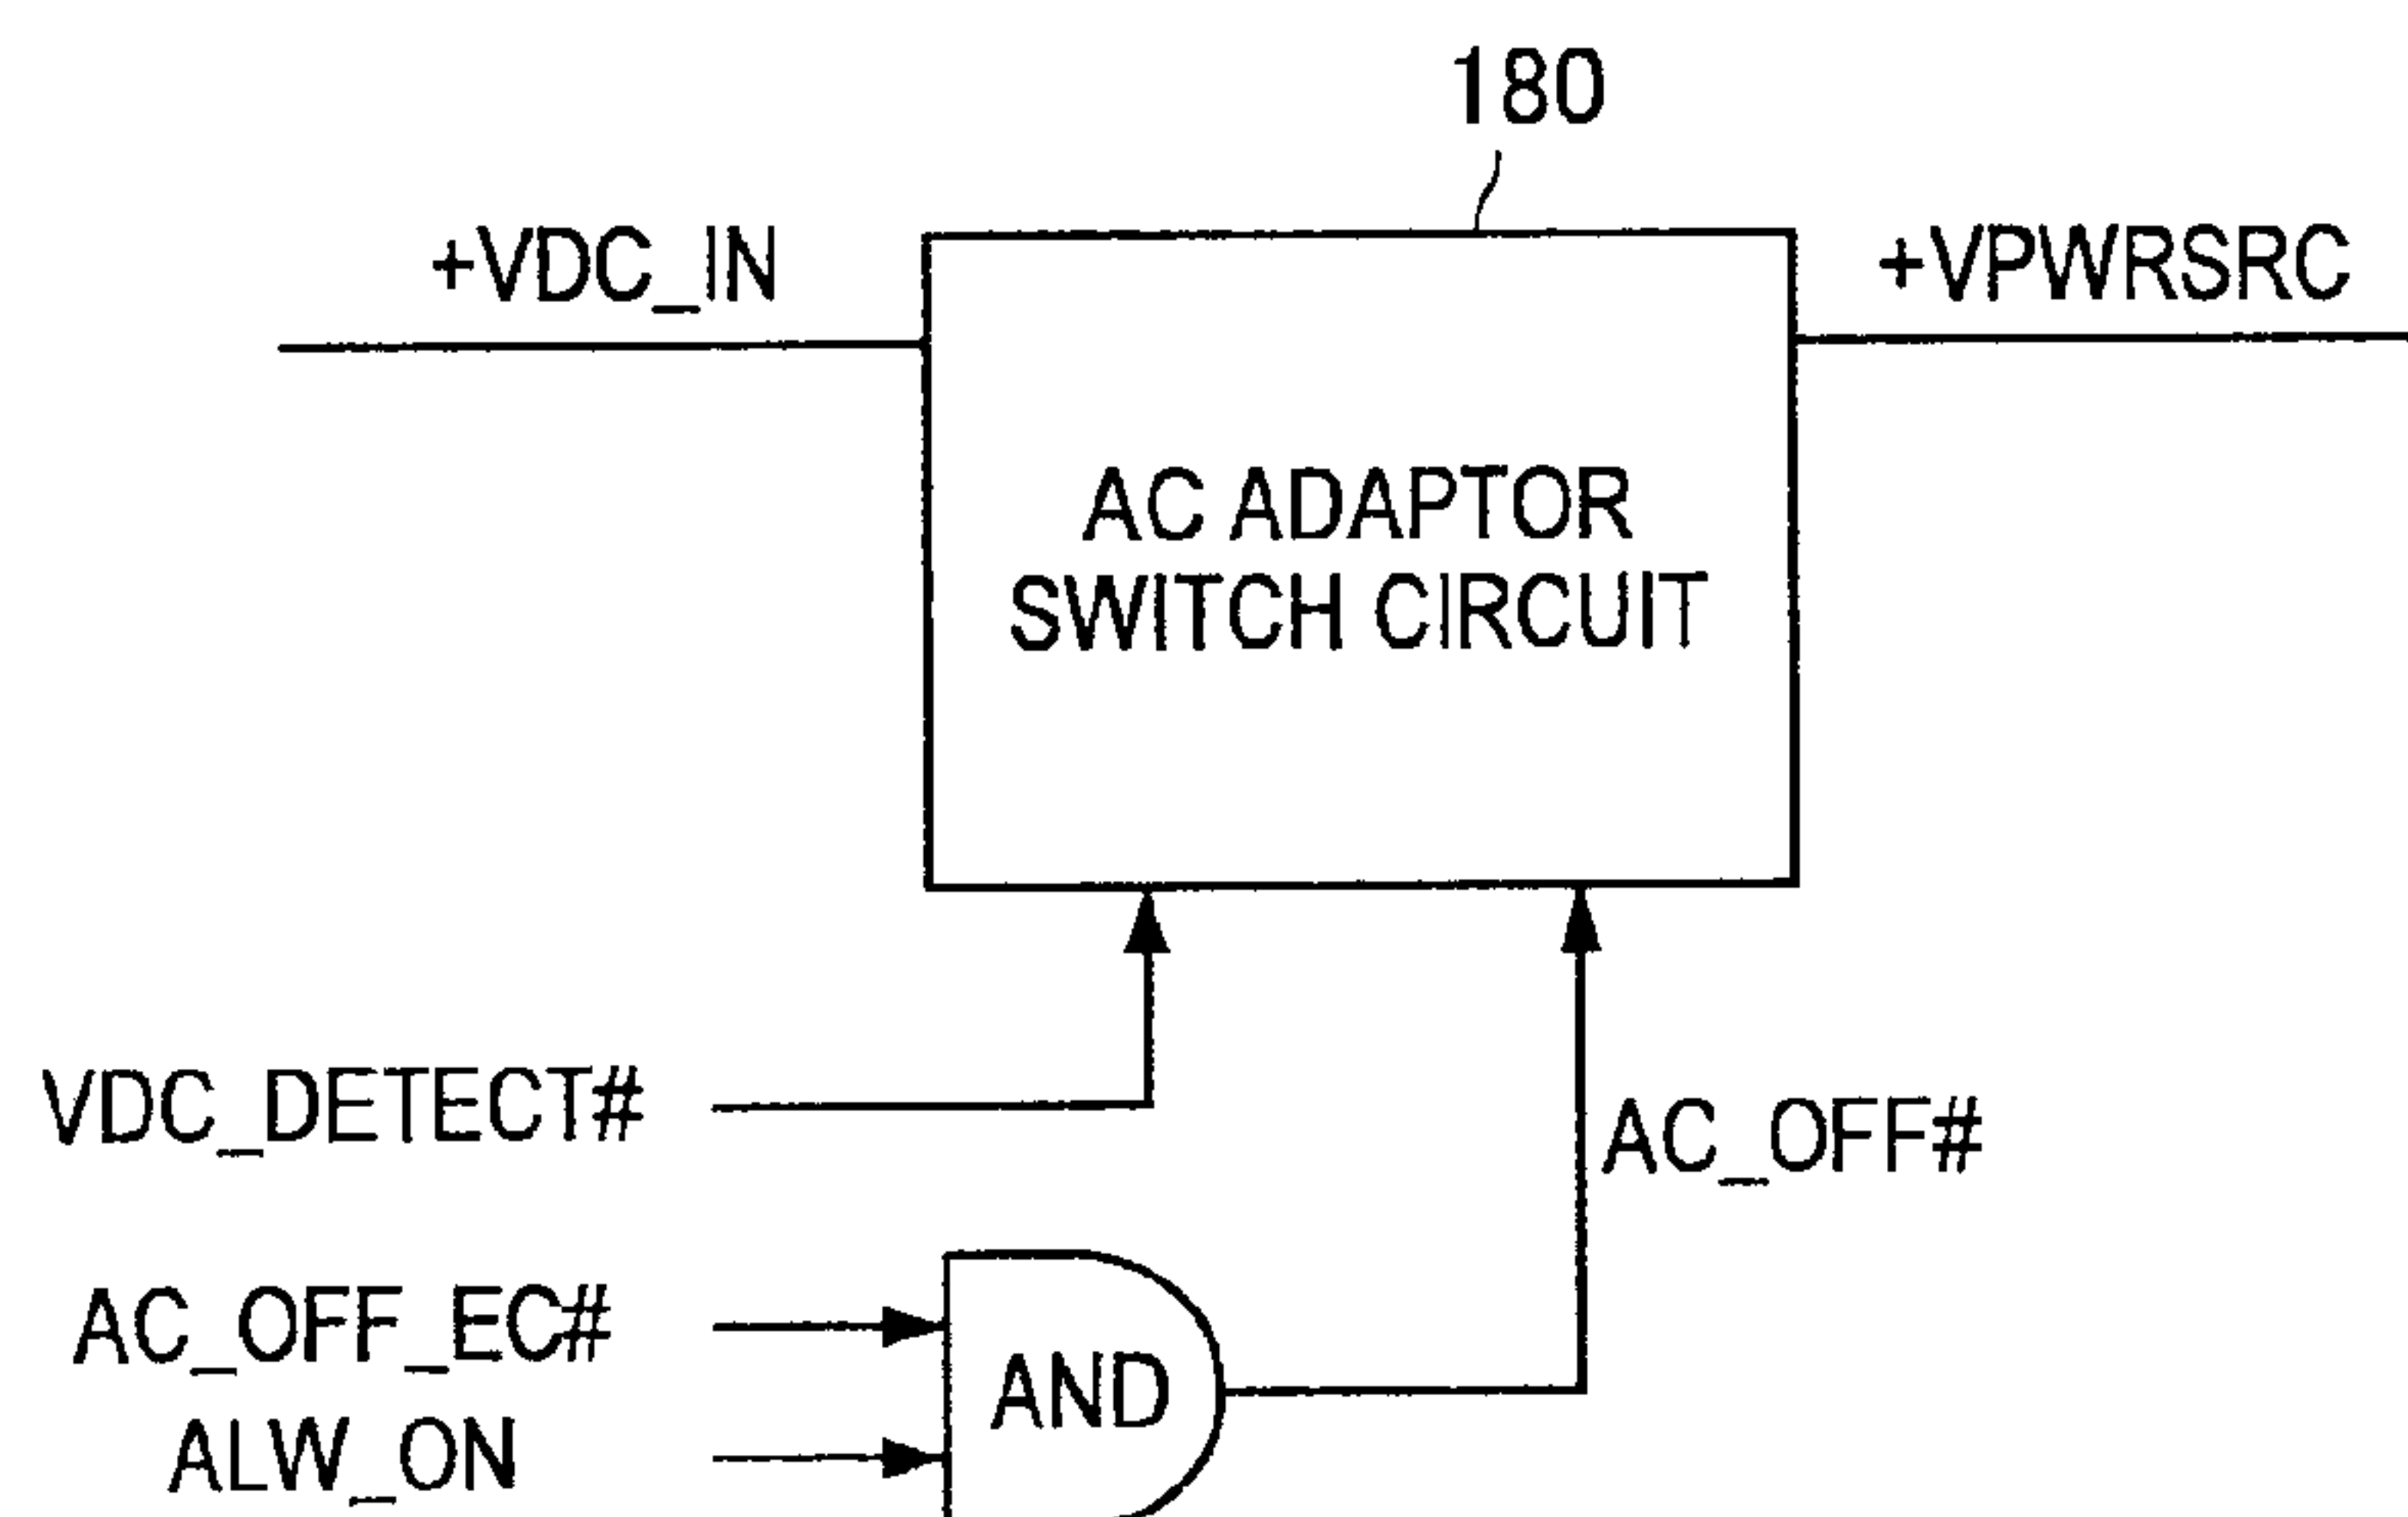 180
+VDC_IN
+VPWRSRC
AC ADAPTOR
SWITCH CIRCUIT
VDC_DETECT#
AC_OFF#
AC_OFF_EC#
AND
ALW_ON